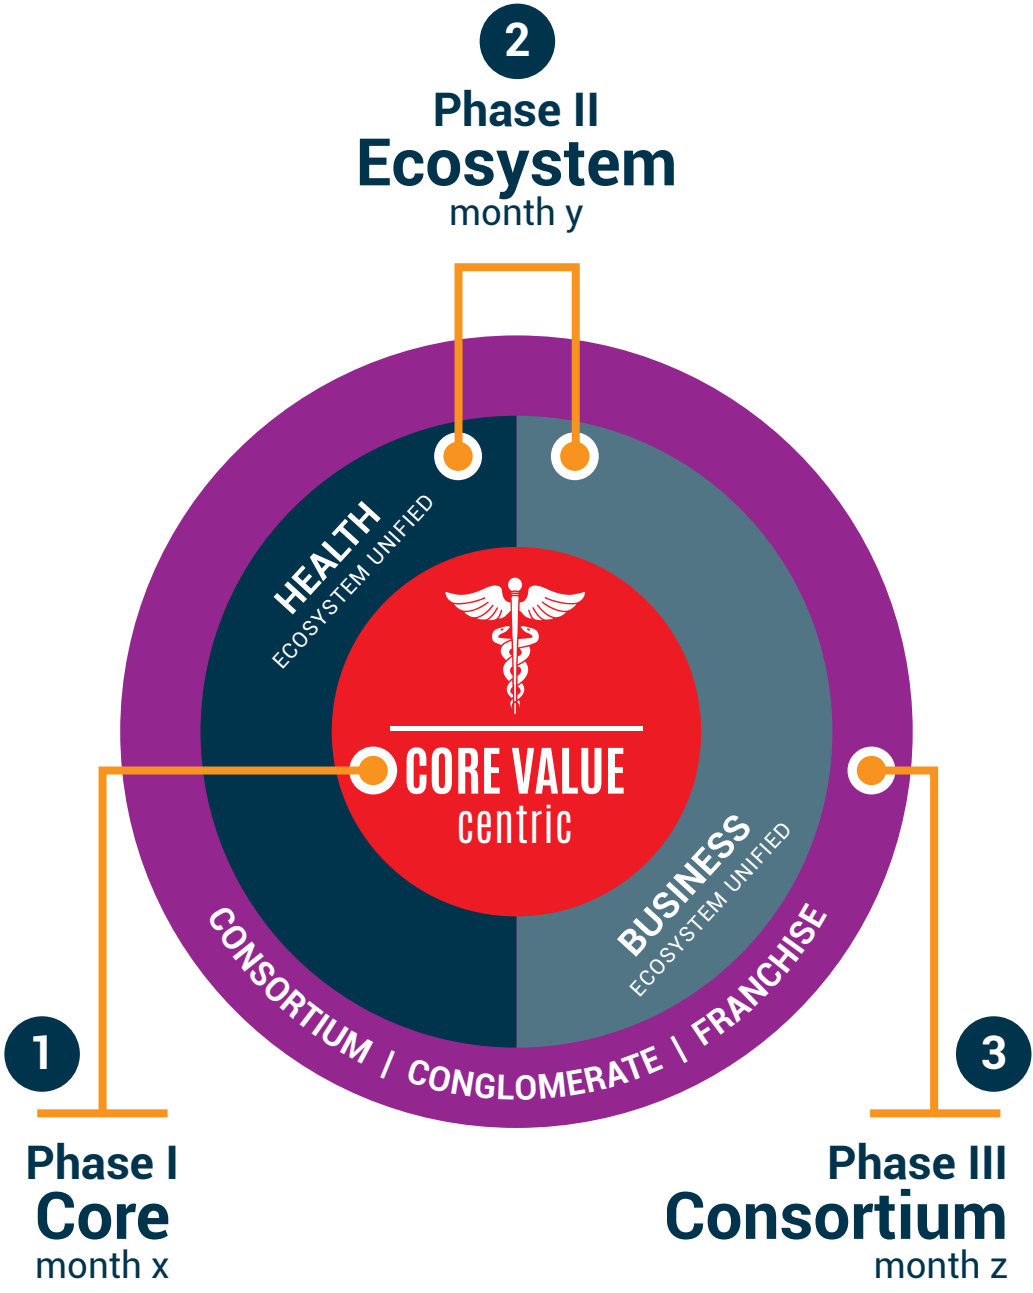 2
Phase II
Ecosystem
month y
HEALTH
ECOSYSTEM UNIFIED
CORE VALUE
centric
BUSINESS
ECOSYSTEM UNIFIED
CONSORTIUM | CONGLOMERATE | FRANCHISE
1
Phase I
Core
month x
3
Phase III
Consortium
month z